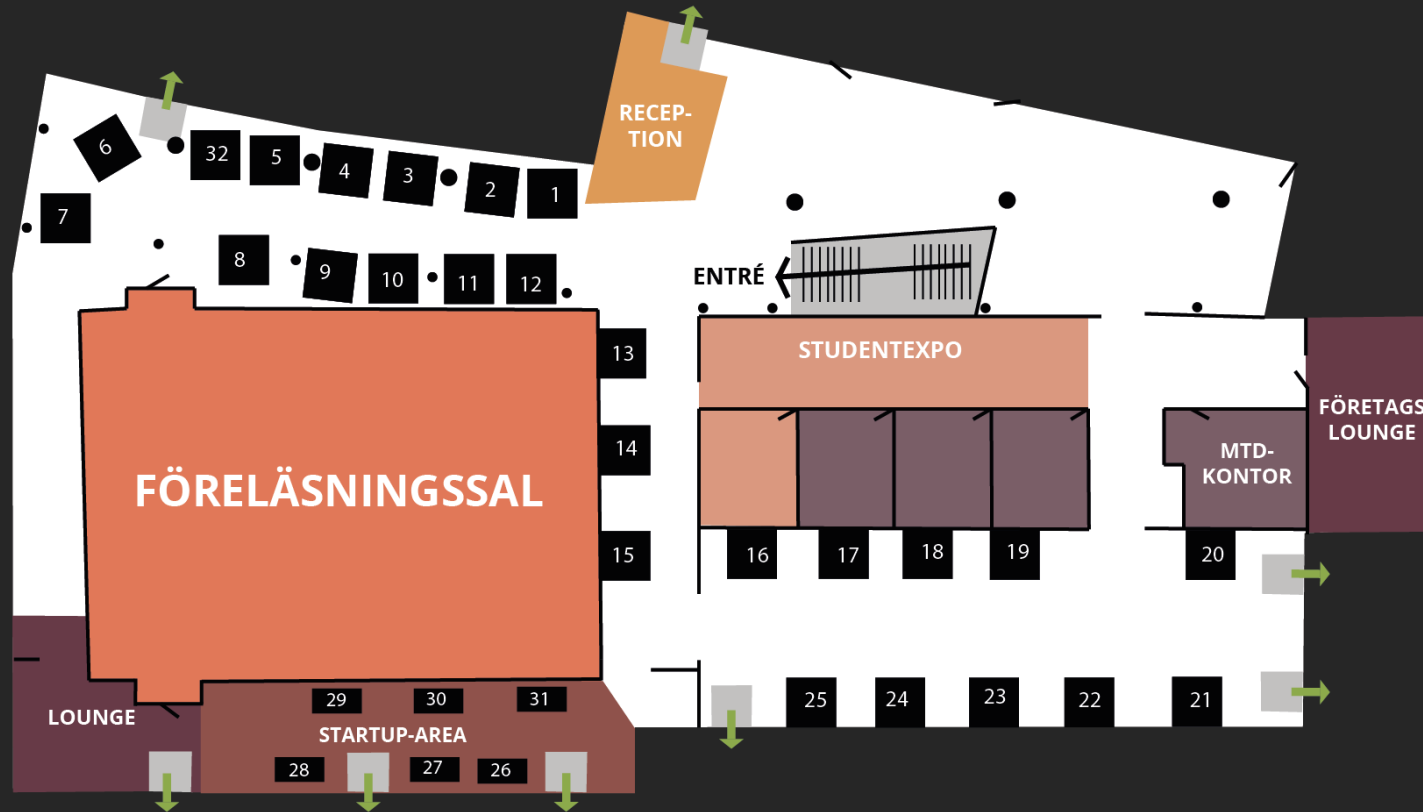 RECEP-
TION
6
32
5
4
3
2
1
7
8
9
10
11
12
ENTRÉ
13
STUDENTEXPO
FÖRETAGS
LOUNGE
14
MTD-
KONTOR
FÖRELÄSNINGSSAL
15
16
17
18
19
20
29
30
31
25
24
23
22
21
LOUNGE
STARTUP-AREA
28
27
26